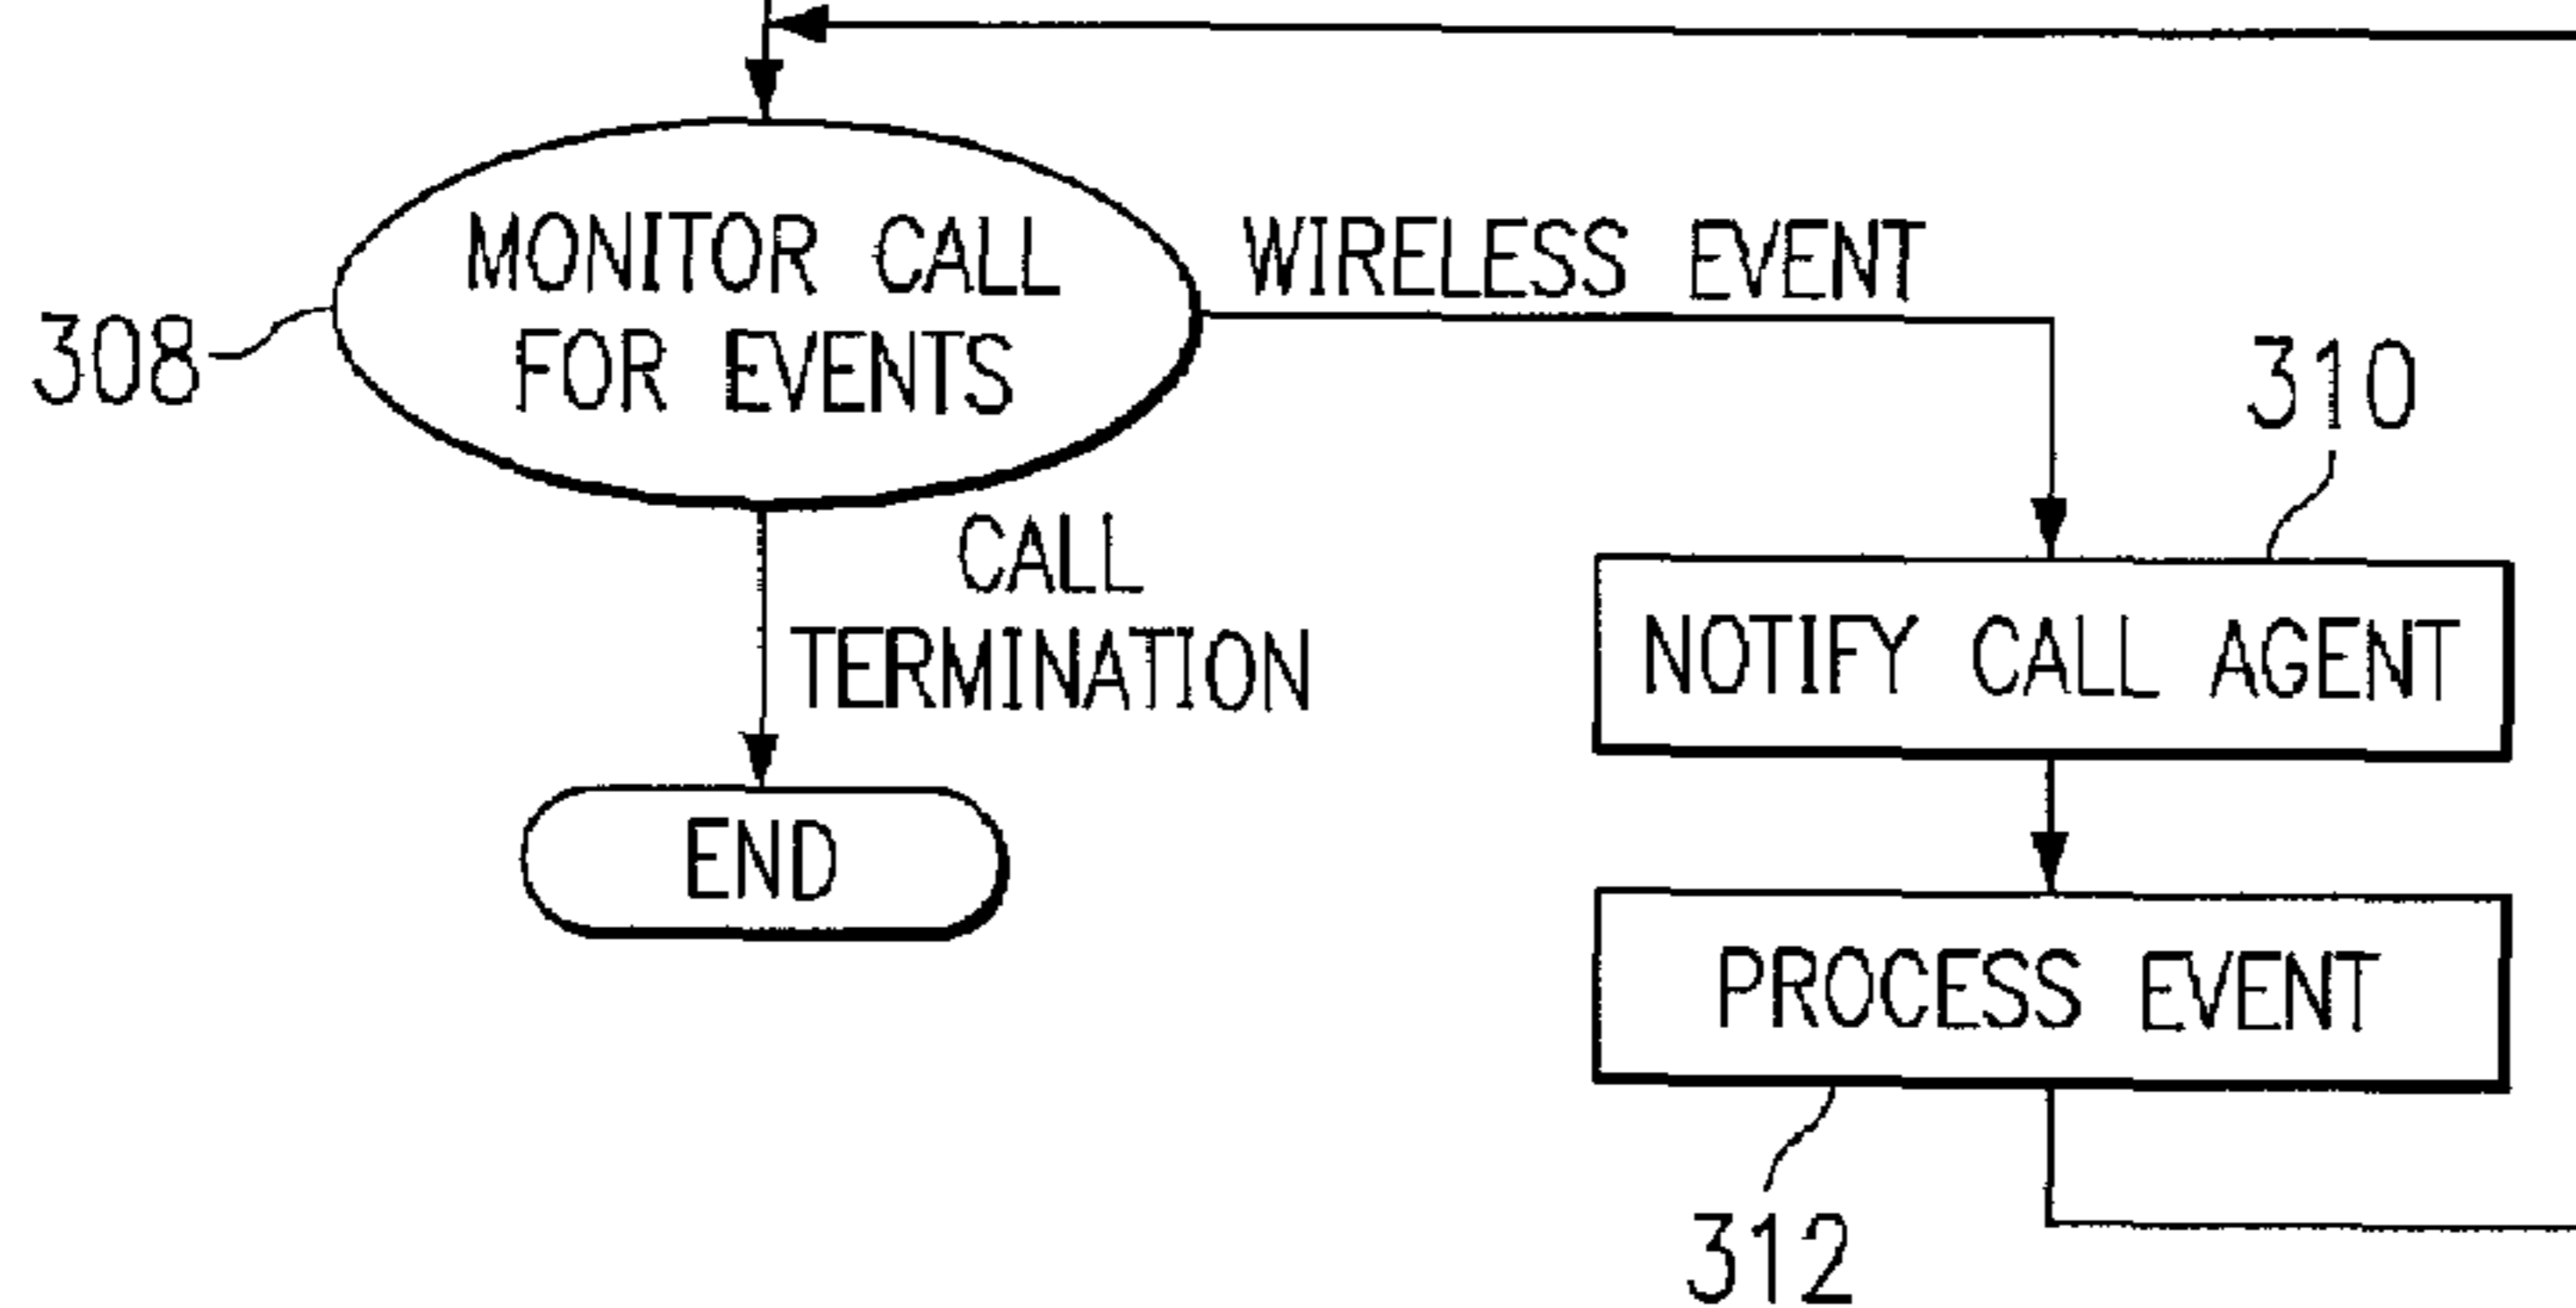 MONITOR CALL
FOR EVENTS
WIRELESS EVENT
308
310
CALL
TERMINATION
NOTIFY CALL AGENT
END
PROCESS EVENT
312